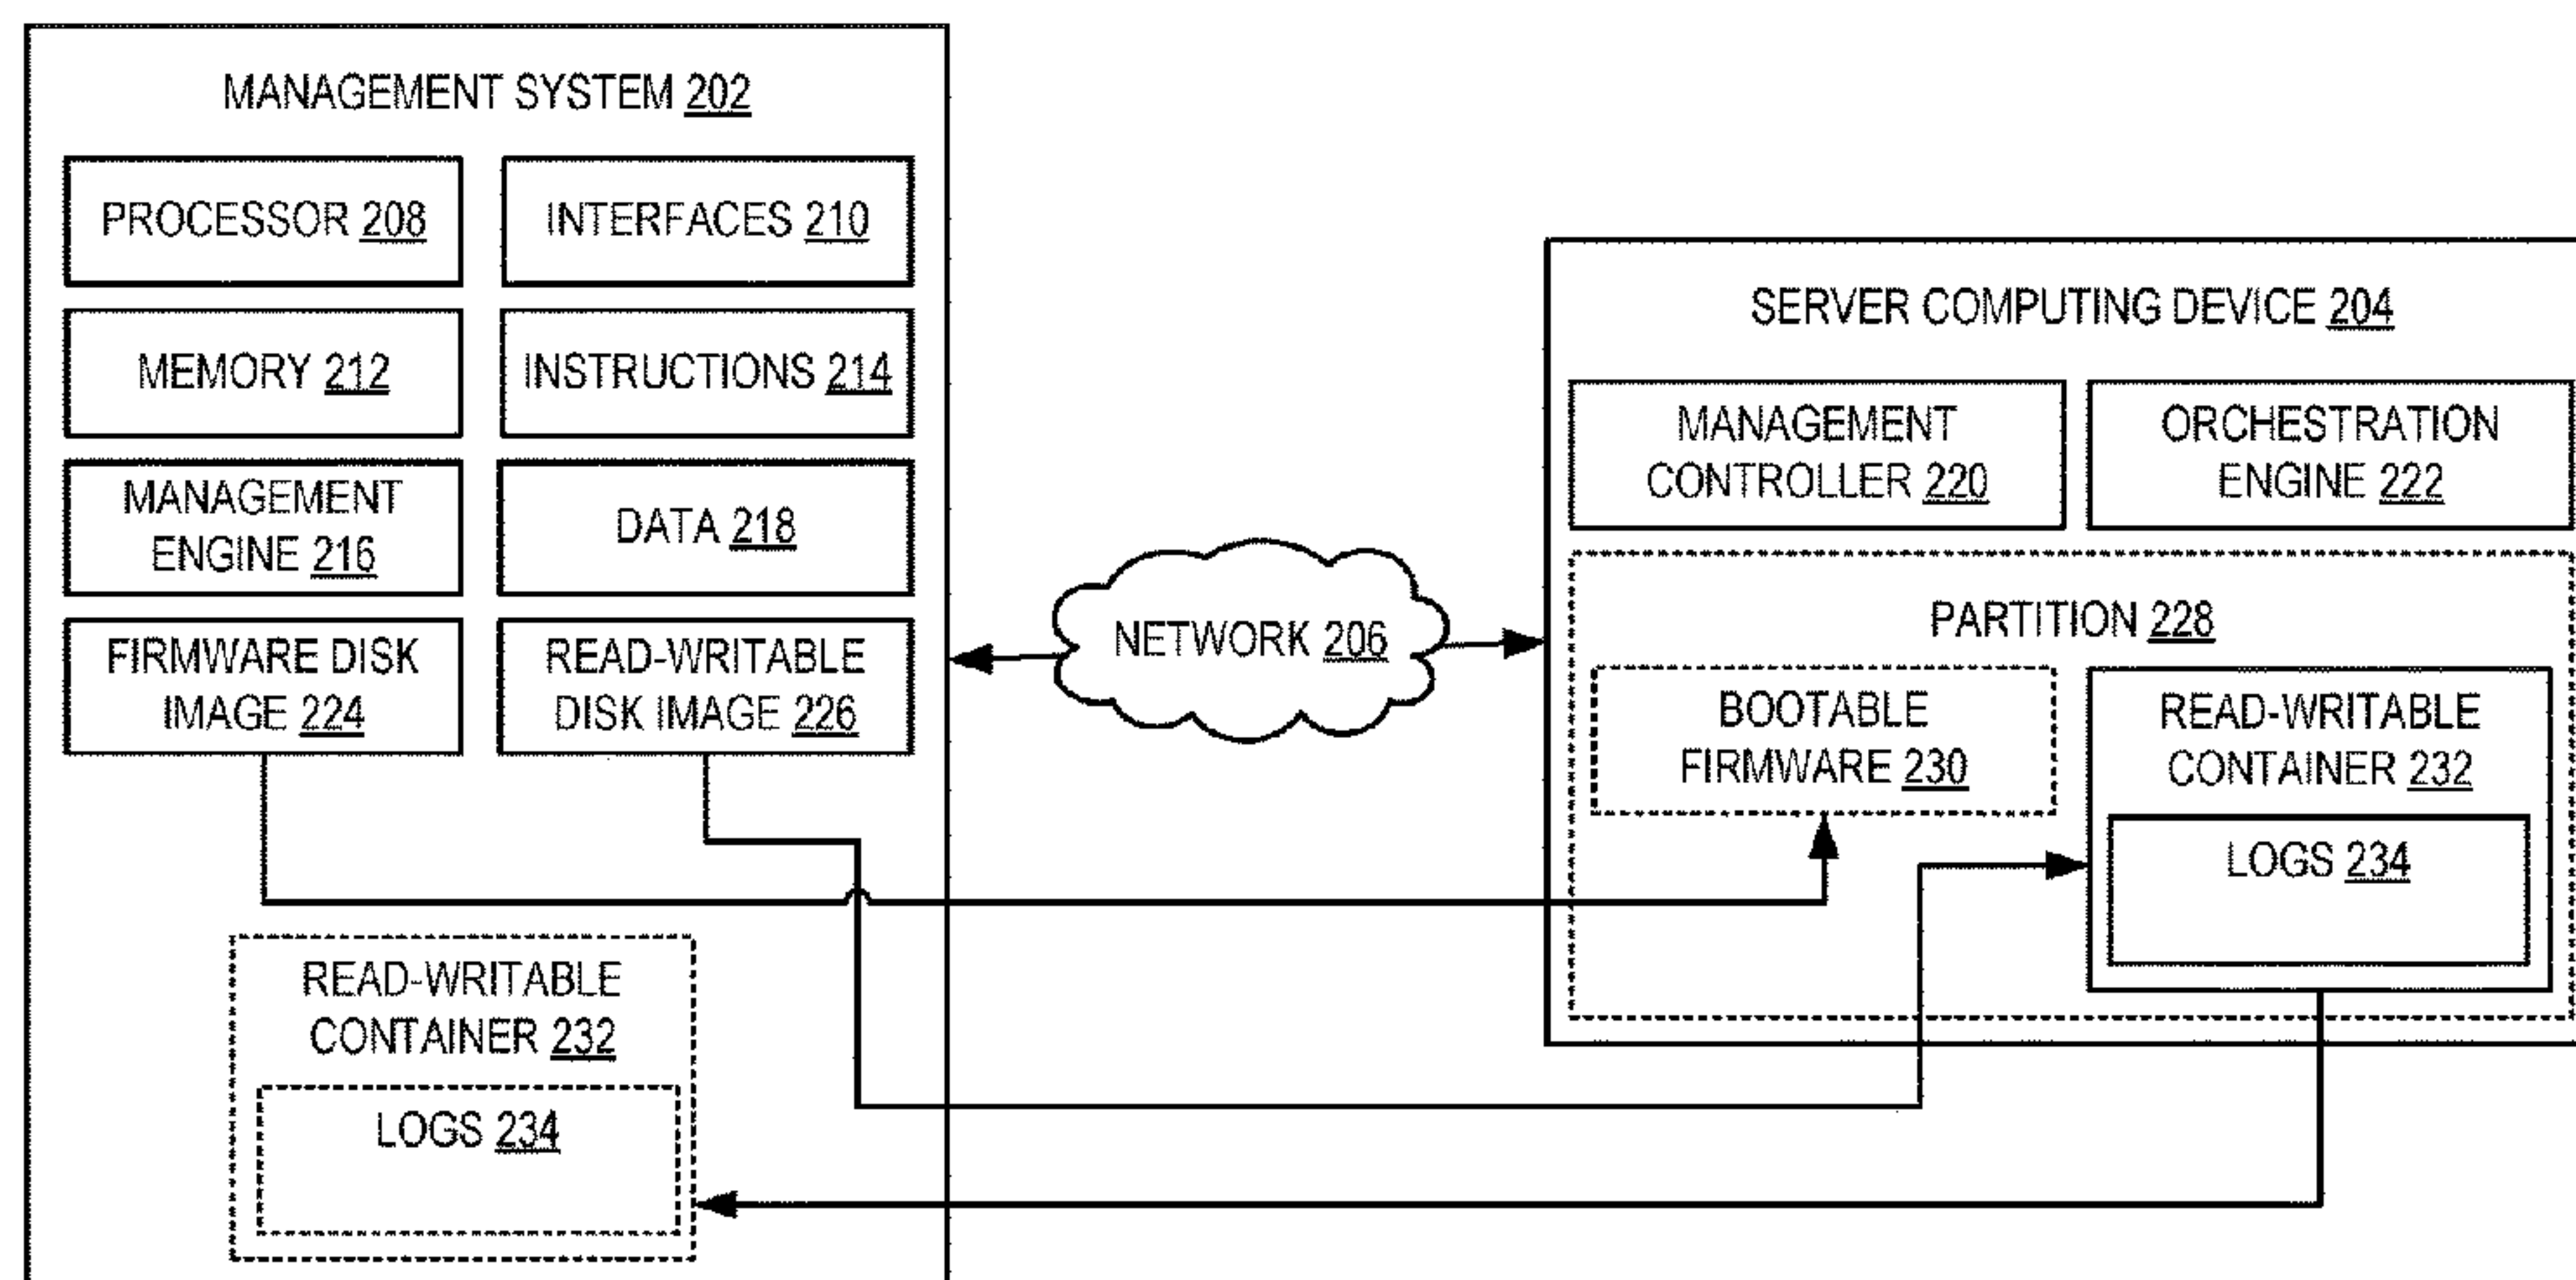 MANAGEMENT SYSTEM 202
PROCESSOR 208
INTERFACES 210
MEMORY 212
INSTRUCTIONS 214
MANAGEMENT
ENGINE 216
DATA 218
FIRMWARE DISK
IMAGE 224
READ-WRITABLE
DISK IMAGE 226
READ-WRITABLE
CONTAINER 232
LOGS 234
NETWORK 206
SERVER COMPUTING DEVICE 204
MANAGEMENT
CONTROLLER 220
ORCHESTRATION
ENGINE 222
PARTITION 228
BOOTABLE
FIRMWARE 230
READ-WRITABLE
CONTAINER 232
LOGS 234